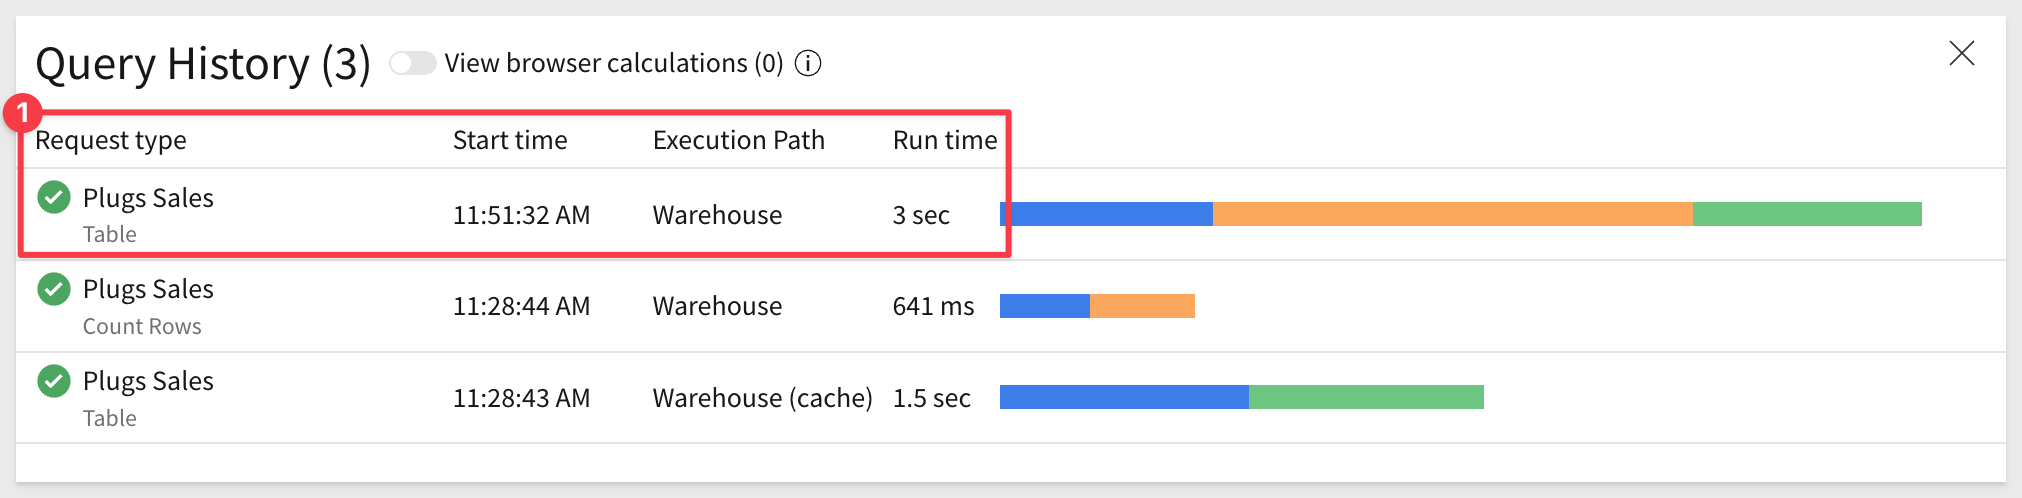 Query History (3) View browser calculations (0) i
1
Request type Start time Execution Path Run time
Plugs Sales 11:51:32 AM Warehouse 3 sec
Table
Plugs Sales 11:28:44 AM Warehouse 641 ms
Count Rows
Plugs Sales 11:28:43 AM Warehouse (cache) 1.5 sec
Table